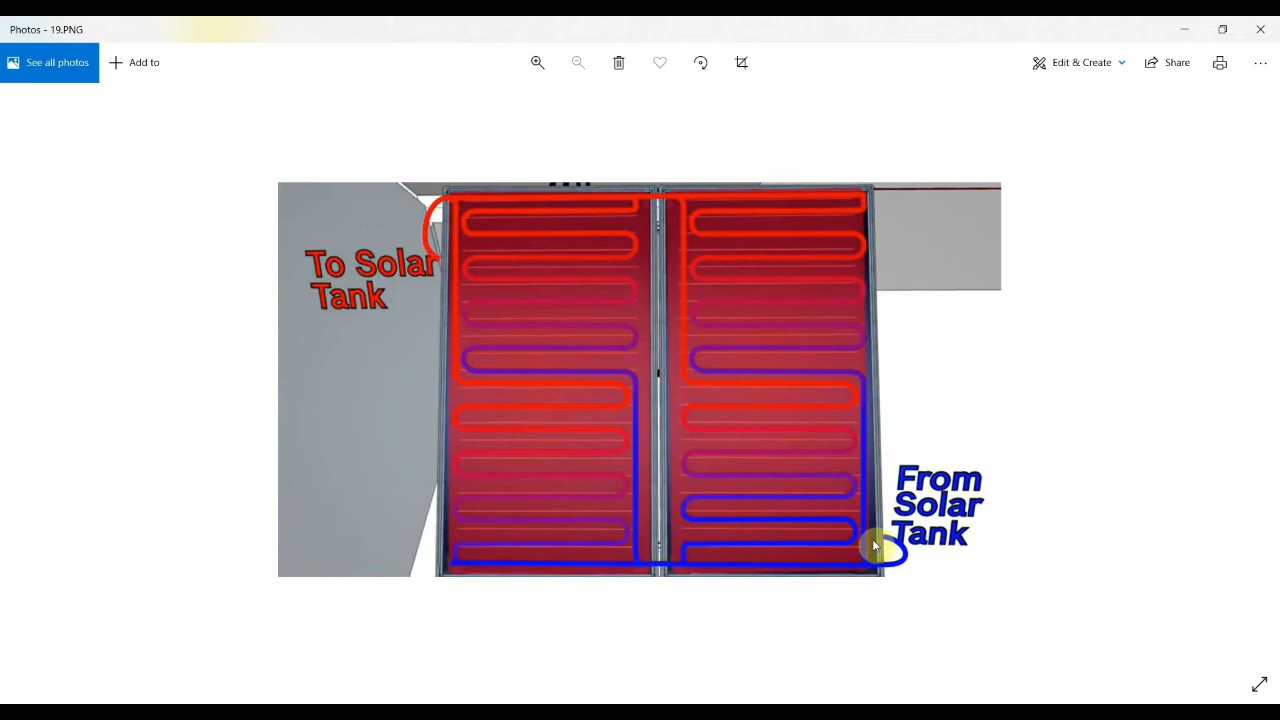 Photos - 19.PNG
See all photos
Add to
Edit & Create
Share
To Solar
Tank
From
Solar
Tank